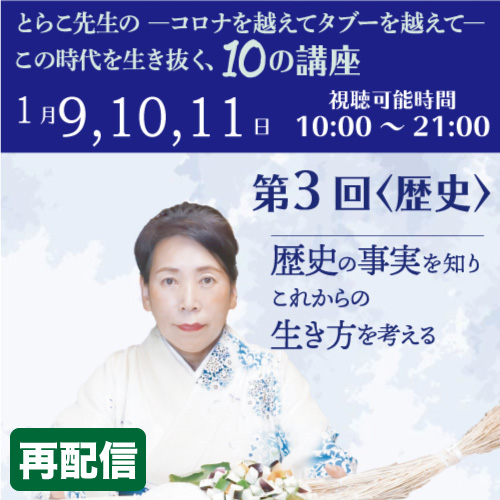 とらこ先生の ―コロナを越えてタブーを越えて―
この時代を生き抜く、10の講座
1月9,10,11日
視聴可能時間
10:00 ～ 21:00
第3回〈歴史〉
歴史の事実を知り
これからの
生き方を考える
再配信